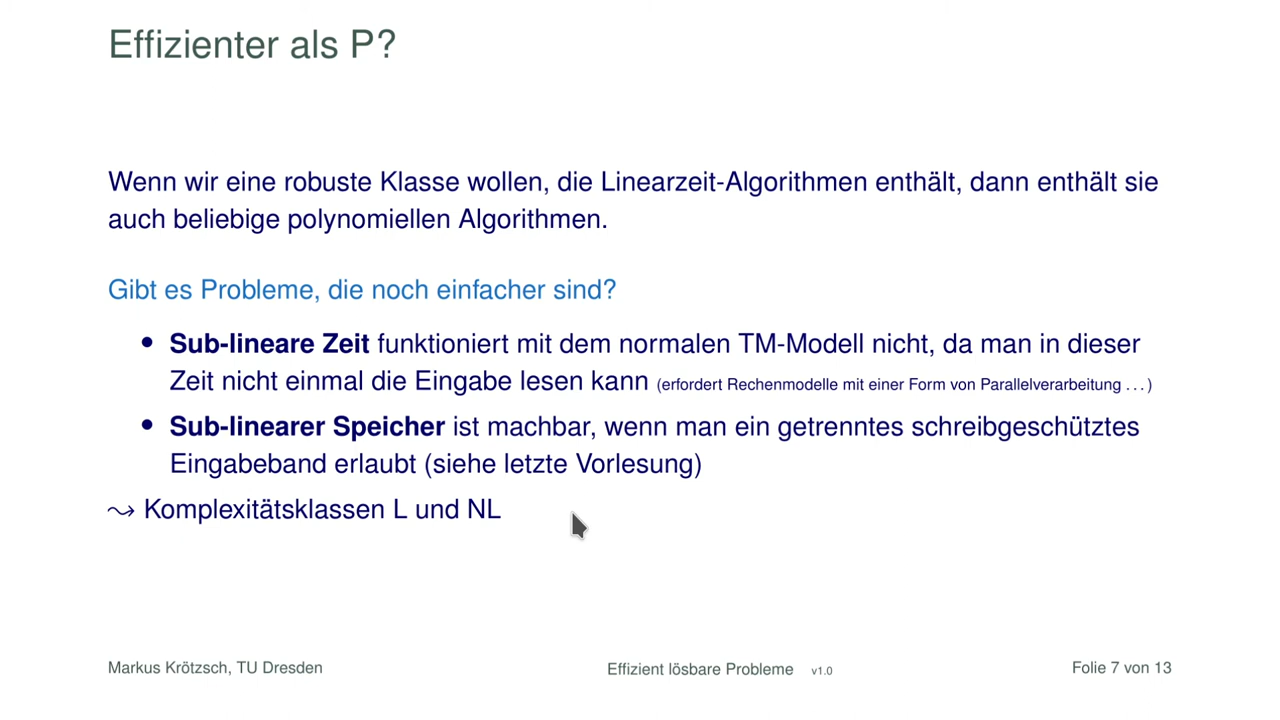 Effizienter als P?
Wenn wir eine robuste Klasse wollen, die Linearzeit-Algorithmen enthält, dann enthält sie
auch beliebige polynomiellen Algorithmen.
Gibt es Probleme, die noch einfacher sind?
• Sub-lineare Zeit funktioniert mit dem normalen TM-Modell nicht, da man in dieser
Zeit nicht einmal die Eingabe lesen kann (erfordert Rechenmodelle mit einer Form von Parallelverarbeitung . . . )
• Sub-linearer Speicher ist machbar, wenn man ein getrenntes schreibgeschütztes
Eingabeband erlaubt (siehe letzte Vorlesung)
⤳ Komplexitätsklassen L und NL
Markus Krötzsch, TU Dresden
Effizient lösbare Probleme v1.0
Folie 7 von 13